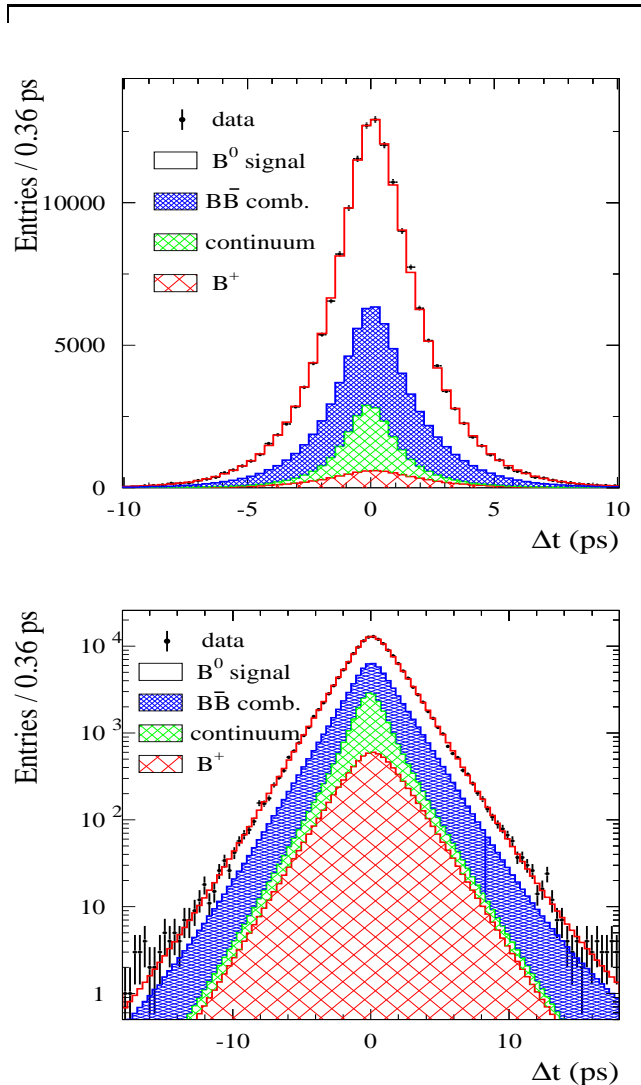 Entries / 0.36 ps
data
B⁰ signal
BB̄ comb.
continuum
B⁺
10000
5000
0
-10 -5 0 5 10
Δt (ps)
Entries / 0.36 ps
data
B⁰ signal
BB̄ comb.
continuum
B⁺
10⁴
10³
10²
10
1
-10 0 10
Δt (ps)